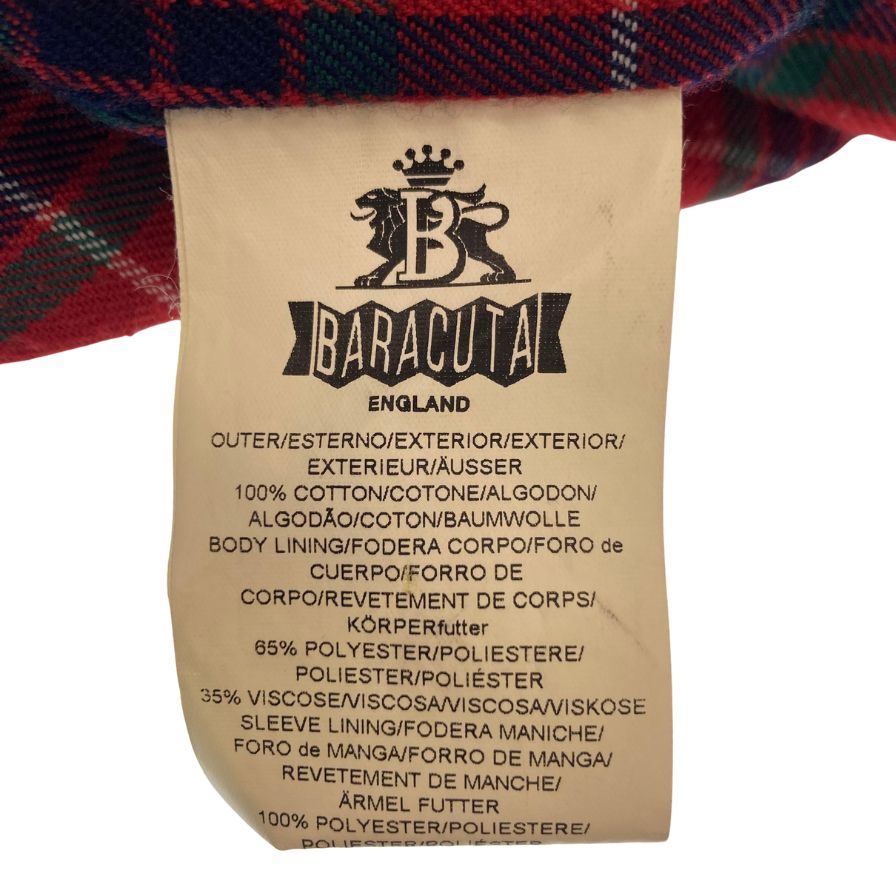 B
BARACUTA
ENGLAND
OUTER/ESTERNO/EXTERIOR/EXTERIOR/
EXTERIEUR/ÄUSSER
100% COTTON/COTONE/ALGODON/
ALGODÃO/COTON/BAUMWOLLE
BODY LINING/FODERA CORPO/FORO de
CUERPO/FORRO DE
CORPO/REVETEMENT DE CORPS/
KÖRPERfutter
65% POLYESTER/POLIESTERE/
POLIESTER/POLIÉSTER
35% VISCOSE/VISCOSA/VISCOSA/VISKOSE
SLEEVE LINING/FODERA MANICHE/
FORO de MANGA/FORRO DE MANGA/
REVETEMENT DE MANCHE/
ÄRMEL FUTTER
100% POLYESTER/POLIESTERE/
POLIESTER/POLIÉSTER